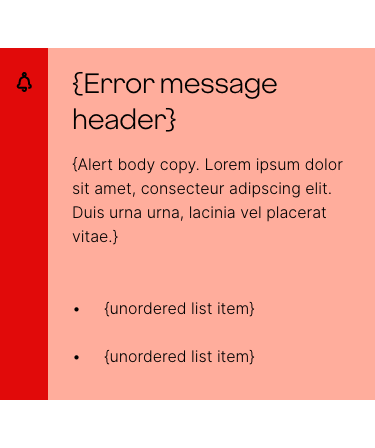 {Error message
header}
{Alert body copy. Lorem ipsum dolor
sit amet, consecteur adipscing elit.
Duis urna urna, lacinia vel placerat
vitae.}
• {unordered list item}
• {unordered list item}